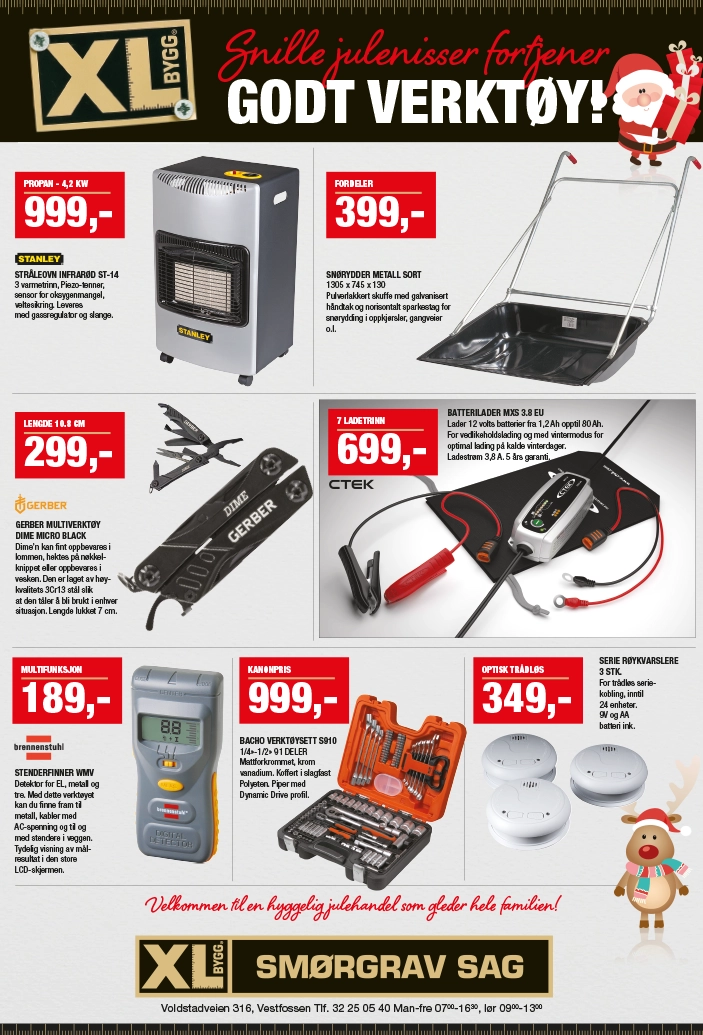 XL BYGG®
Snille julenisser fortjener
GODT VERKTØY!
PROPAN - 4,2 KW
999,-
STANLEY
STRÅLEOVN INFRARØD ST-14
3 varmetrinn, Piezo-tenner,
sensor for oksygenmangel,
veltesikring. Leveres
med gassregulator og slange.
STANLEY
FORDELER
399,-
SNØRYDDER METALL SORT
1305 x 745 x 130
Pulverlakkert skuffe med galvanisert
håndtak og norisontalt sparkestag for
snørydding i oppkjørsler, gangveier
o.l.
LENGDE 10.8 CM
299,-
GERBER
GERBER MULTIVERKTØY
DIME MICRO BLACK
Dime'n kan fint oppbevares i
lommen, hektes på nøkkel-
knippet eller oppbevares i
vesken. Den er laget av høy-
kvalitets 3Cr13 stål slik
at den tåler å bli brukt i enhver
situasjon. Lengde lukket 7 cm.
DIME
GERBER
7 LADETRINN
699,-
CTEK
BATTERILADER MXS 3.8 EU
Lader 12 volts batterier fra 1,2Ah opptil 80Ah.
For vedlikeholdslading og med vintermodus for
optimal lading på kalde vinterdager.
Ladestrøm 3,8 A. 5 års garanti.
CTEK
MULTIFUNKSJON
189,-
brennenstuhl
STENDERFINNER WMV
Detektor for EL, metall og
tre. Med dette verktøyet
kan du finne fram til
metall, kabler med
AC-spenning og til og
med stendere i veggen.
Tydelig visning av mål-
resultat i den store
LCD-skjermen.
brennenstuhl
DIGITAL
DETECTOR
KANONPRIS
999,-
BACHO VERKTØYSETT S910
1/4»-1/2» 91 DELER
Mattforkrommet, krom
vanadium. Koffert i slagfast
Polyeten. Piper med
Dynamic Drive profil.
OPTISK TRÅDLØS
349,-
SERIE RØYKVARSLERE
3 STK.
For trådløs serie-
kobling, inntil
24 enheter.
9V og AA
batteri ink.
Velkommen til en hyggelig julehandel som gleder hele familien!
XL BYGG®
SMØRGRAV SAG
Voldstadveien 316, Vestfossen Tlf. 32 25 05 40 Man-fre 07⁰⁰-16³⁰, lør 09⁰⁰-13⁰⁰